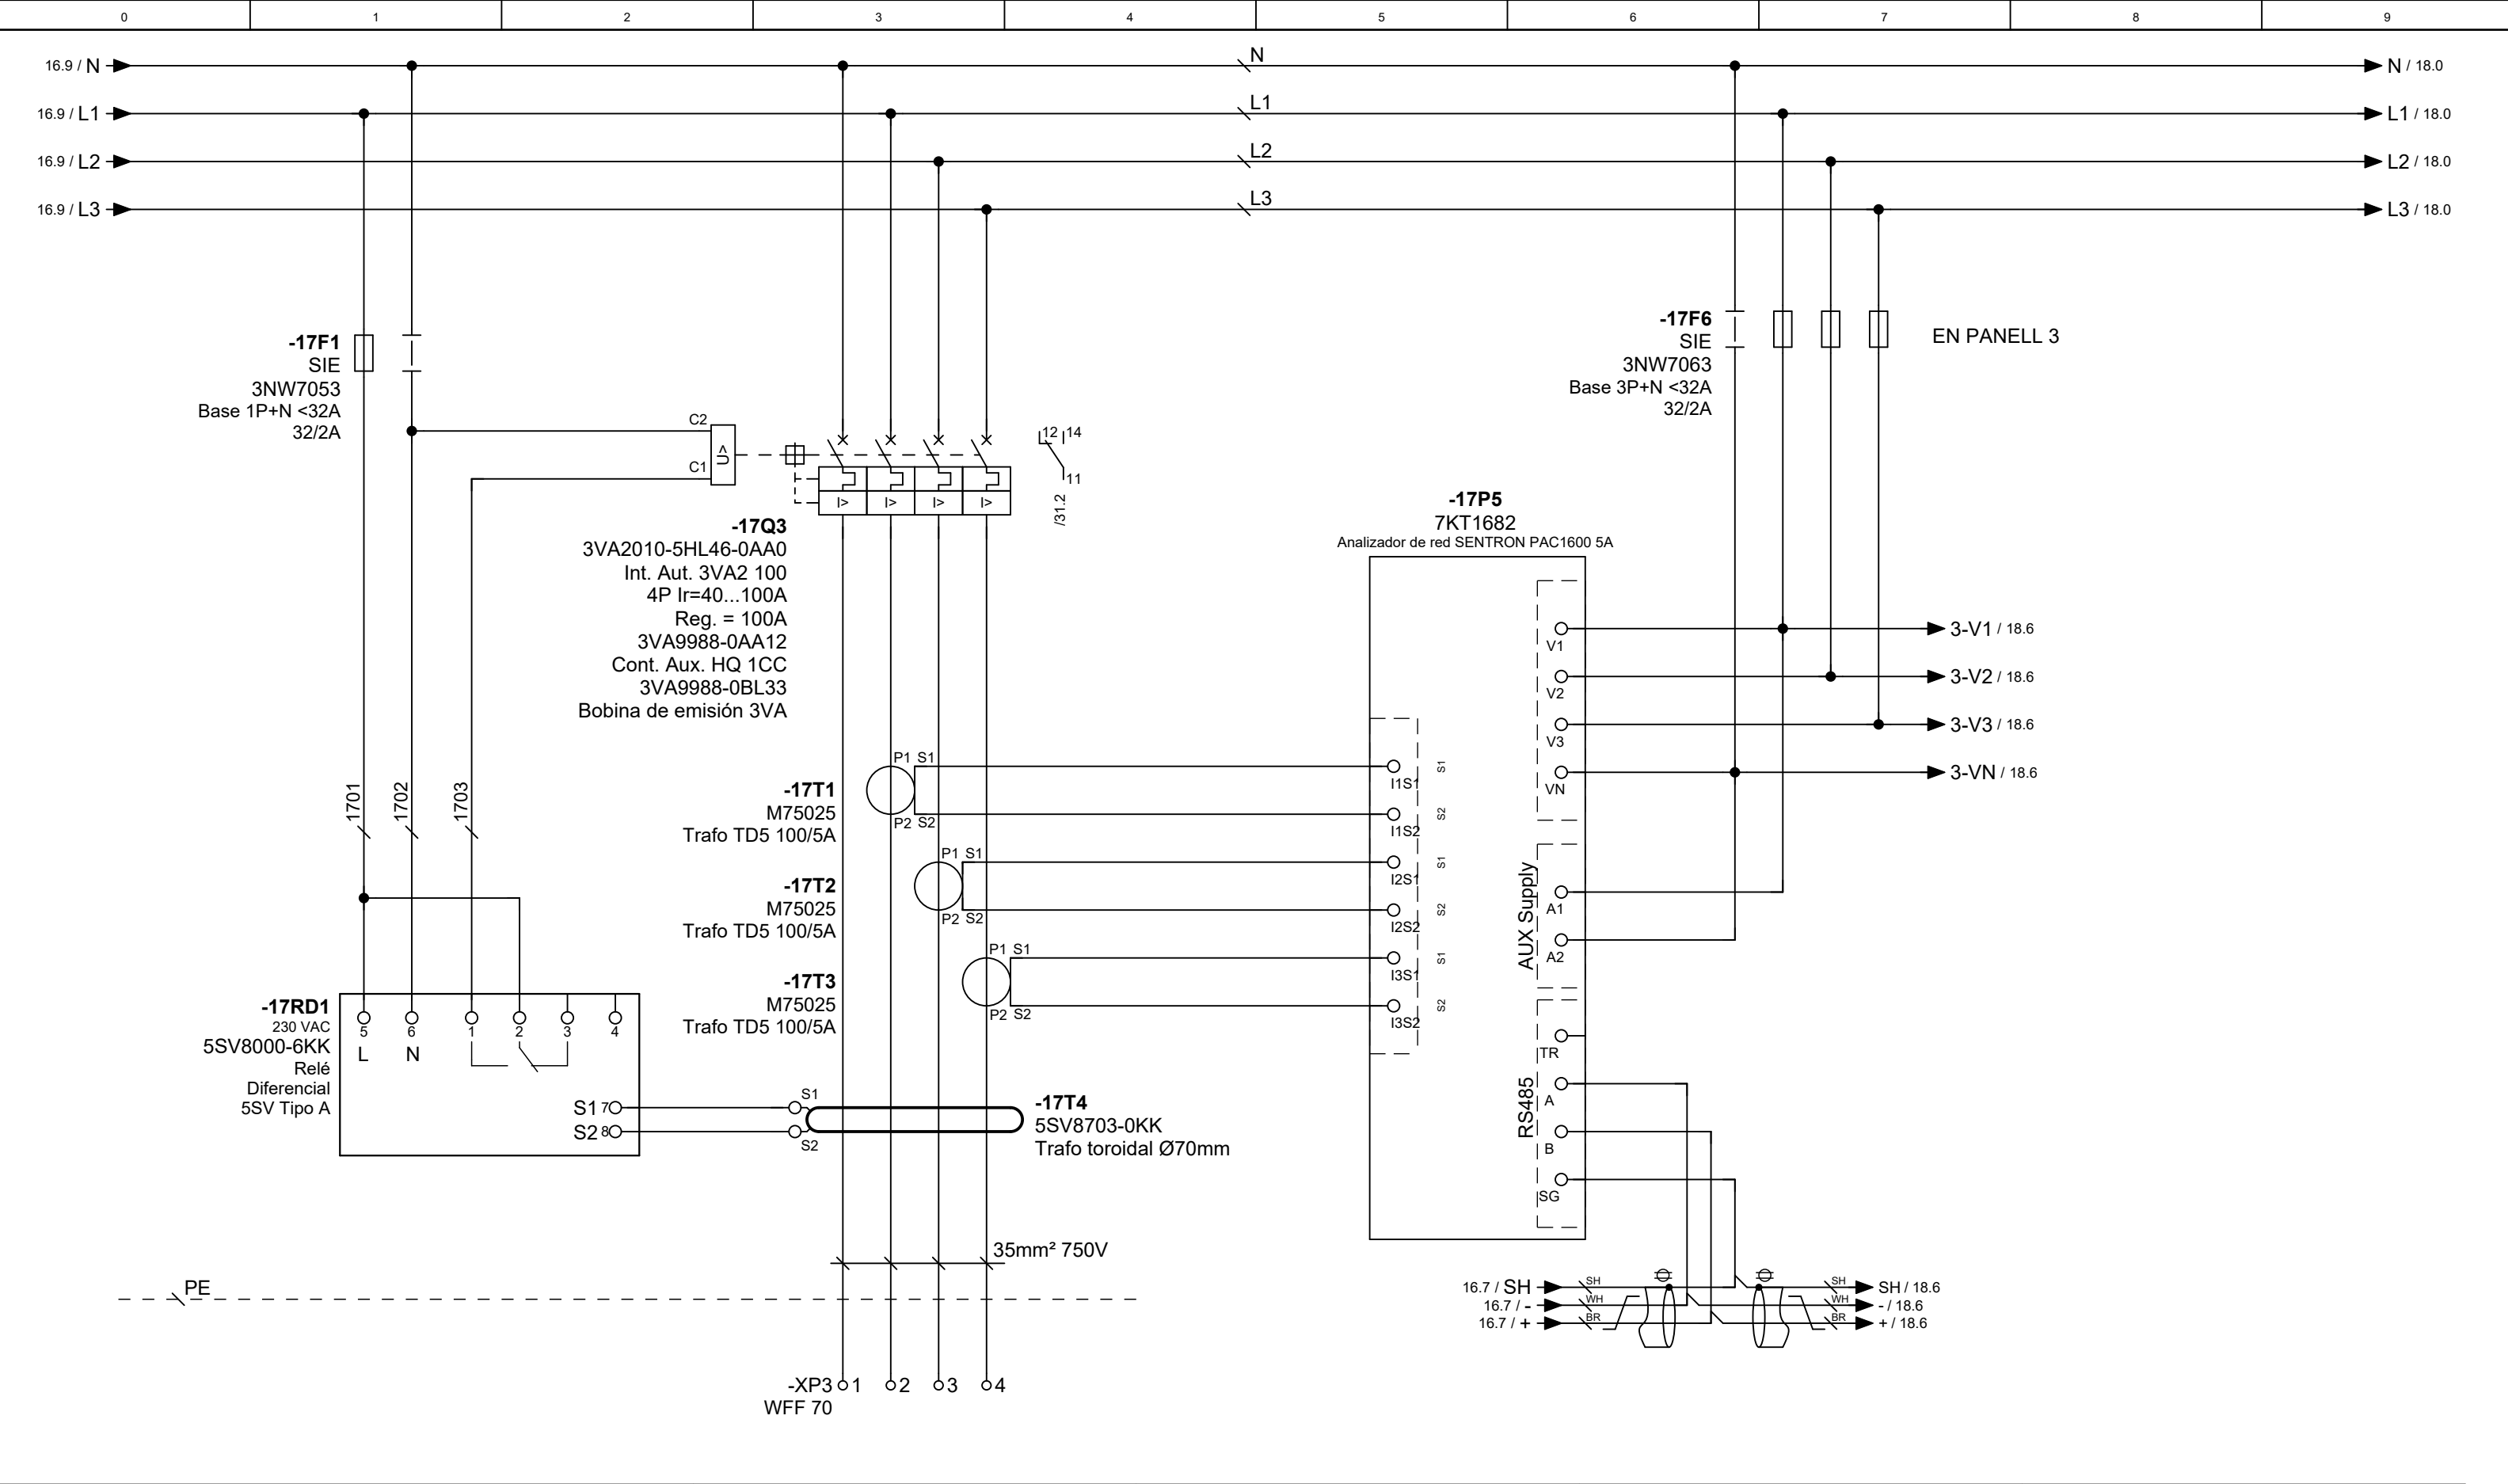 0 1 2 3 4 5 6 7 8 9
16.9 / N N N / 18.0
16.9 / L1 L1 L1 / 18.0
16.9 / L2 L2 L2 / 18.0
16.9 / L3 L3 L3 / 18.0
-17F1
SIE
3NW7053
Base 1P+N <32A
32/2A
C2
C1
U>
I> I> I> I>
12 14
11
/31.2
-17Q3
3VA2010-5HL46-0AA0
Int. Aut. 3VA2 100
4P Ir=40...100A
Reg. = 100A
3VA9988-0AA12
Cont. Aux. HQ 1CC
3VA9988-0BL33
Bobina de emisión 3VA
-17F6
SIE
3NW7063
Base 3P+N <32A
32/2A
EN PANELL 3
-17P5
7KT1682
Analizador de red SENTRON PAC1600 5A
V1 3-V1 / 18.6
V2 3-V2 / 18.6
V3 3-V3 / 18.6
VN 3-VN / 18.6
1701
1702
1703
P1 S1
P2 S2
-17T1
M75025
Trafo TD5 100/5A
P1 S1
P2 S2
-17T2
M75025
Trafo TD5 100/5A
P1 S1
P2 S2
-17T3
M75025
Trafo TD5 100/5A
I1S1 S1
I1S2 S2
I2S1 S1
I2S2 S2
I3S1 S1
I3S2 S2
AUX Supply
A1
A2
RS485
TR
A
B
SG
-17RD1
230 VAC
5SV8000-6KK
Relé
Diferencial
5SV Tipo A
5 6 1 2 3 4
L N
S1 7
S2 8
S1
S2
-17T4
5SV8703-0KK
Trafo toroidal Ø70mm
35mm² 750V
PE
16.7 / SH SH SH SH / 18.6
16.7 / - WH WH - / 18.6
16.7 / + BR BR + / 18.6
-XP3 1 2 3 4
WFF 70